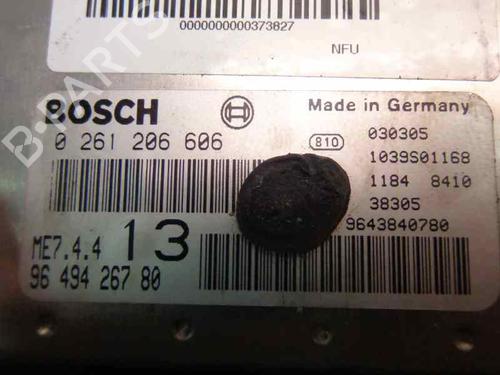 0000000000373827
NFU
B-PARTS
BOSCH
Made in Germany
0 261 206 606
810
030305
1039S01168
1184 8410
38305
9643840780
ME7.4.4 13
96 494 267 80